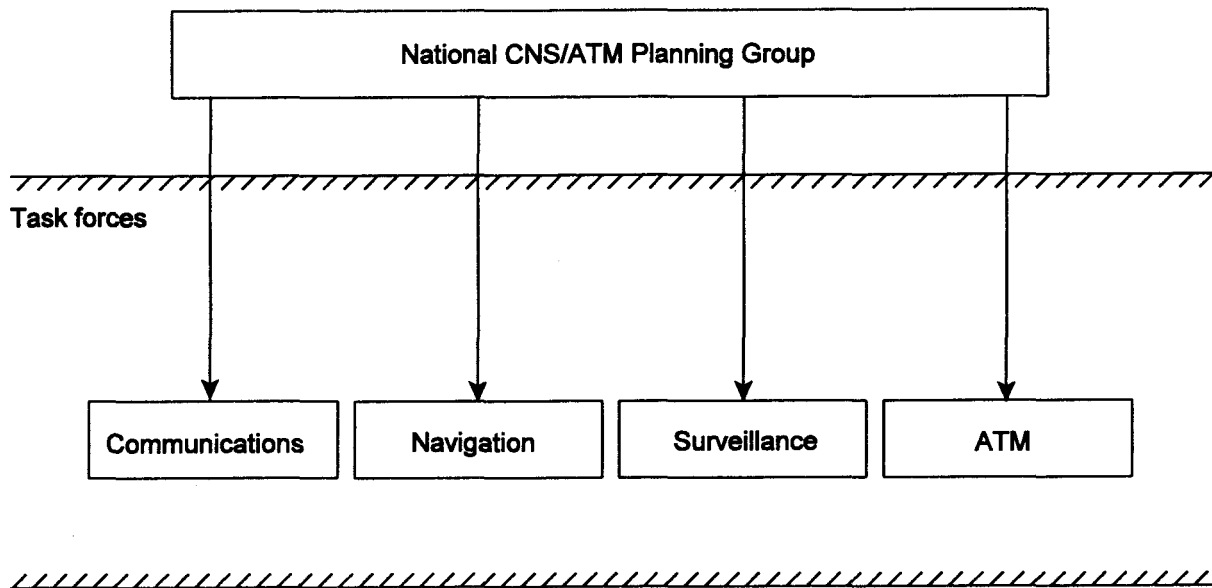 National CNS/ATM Planning Group
Task forces
Communications
Navigation
Surveillance
ATM